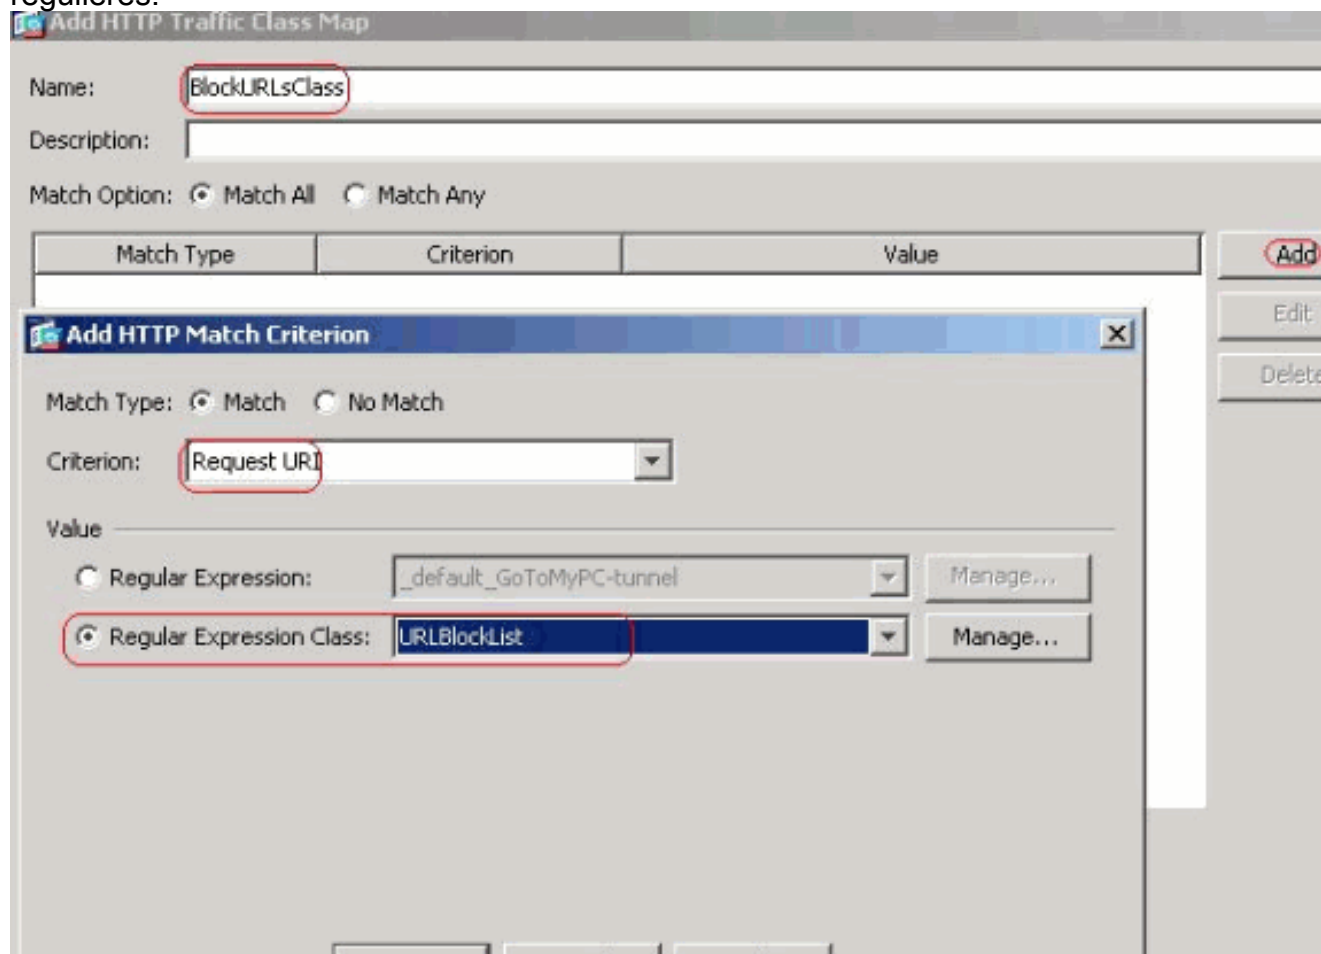 régulières.
Add HTTP Traffic Class Map
Name: BlockURLsClass
Description:
Match Option: Match All Match Any
Match Type Criterion Value Add
Edit
Add HTTP Match Criterion
Delete
Match Type: Match No Match
Criterion: Request URI
Value
Regular Expression: _default_GoToMyPC-tunnel Manage...
Regular Expression Class: URLBlockList Manage...